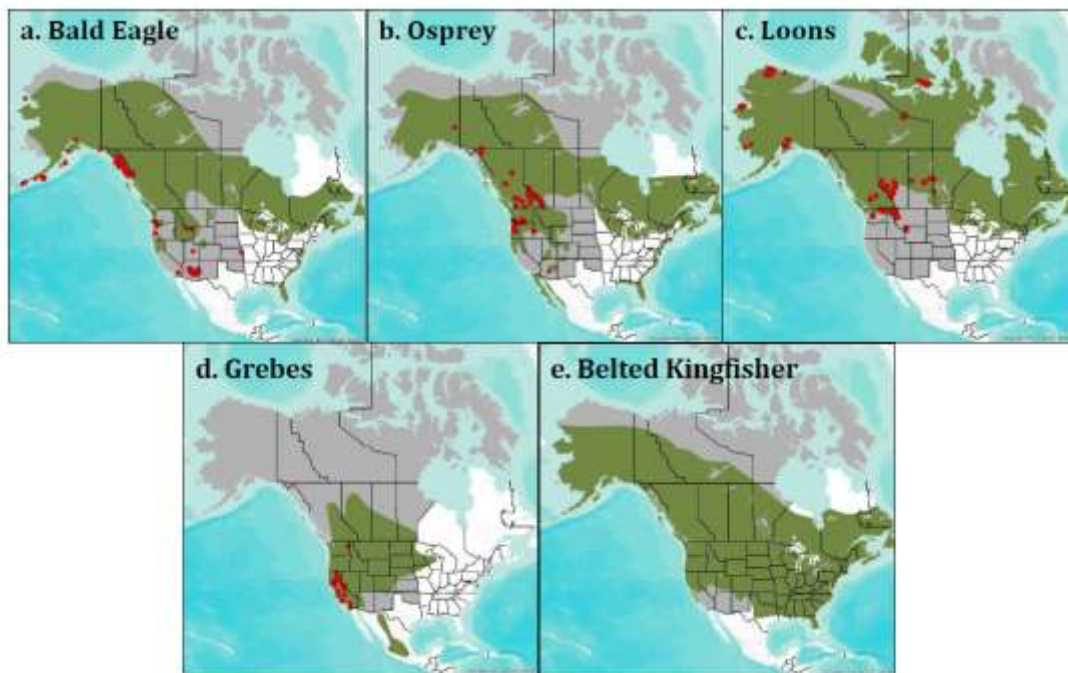 a. Bald Eagle
b. Osprey
c. Loons
d. Grebes
e. Belted Kingfisher